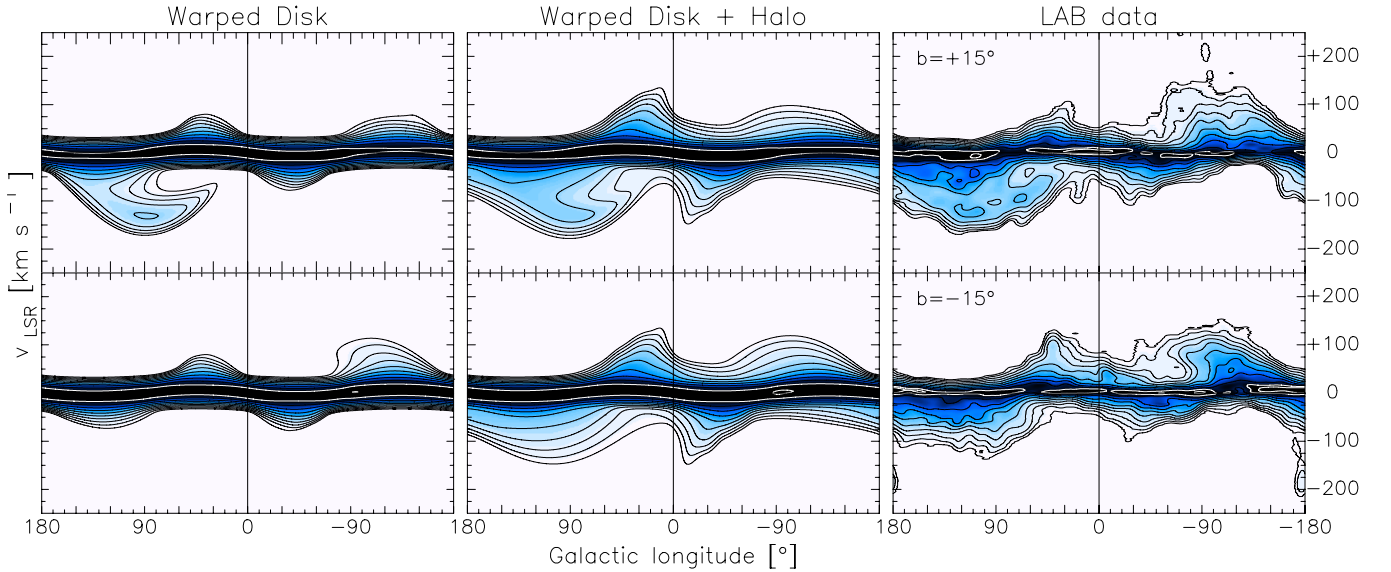 Warped Disk
Warped Disk + Halo
LAB data
b=+15°
+200
+100
0
−100
−200
b=−15°
+200
+100
0
−100
−200
v LSR [km s −1]
180 90 0 −90
180 90 0 −90
180 90 0 −90 −180
Galactic longitude [°]